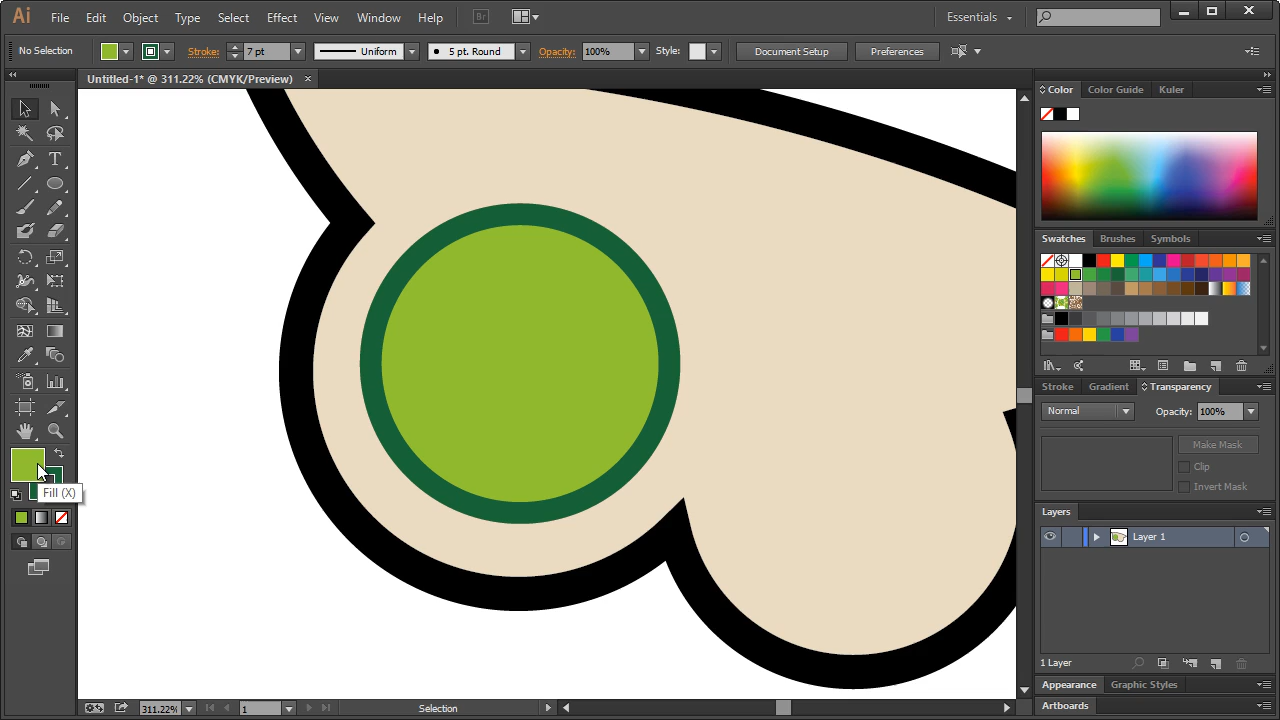 Ai File Edit Object Type Select Effect View Window Help Br Essentials
No Selection Stroke: 7 pt Uniform 5 pt. Round Opacity: 100% Style: Document Setup Preferences
Untitled-1* @ 311.22% (CMYK/Preview)
Color Color Guide Kuler
Swatches Brushes Symbols
Stroke Gradient Transparency
Normal Opacity: 100%
Make Mask
Clip
Invert Mask
Fill (X)
Layers
Layer 1
1 Layer
Appearance Graphic Styles
Artboards
311.22% 1 Selection